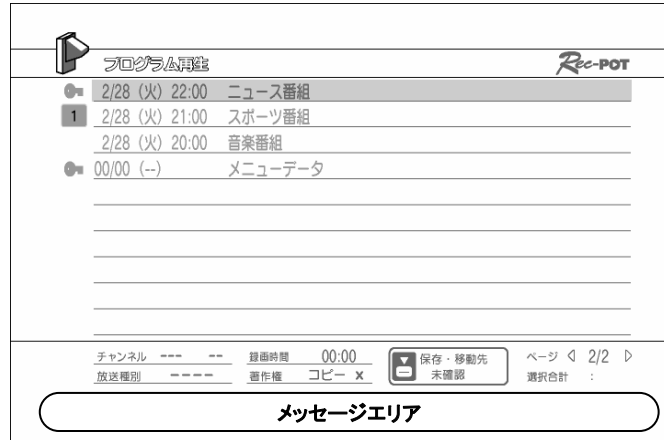 プログラム再生 Rec-POT
2/28 (火) 22:00 ニュース番組
1 2/28 (火) 21:00 スポーツ番組
2/28 (火) 20:00 音楽番組
00/00 (--) メニューデータ
チャンネル --- -- 録画時間 00:00 保存・移動先 ページ ◁ 2/2 ▷
放送種別 ---- 著作権 コピー x 未確認 選択合計 :
メッセージエリア